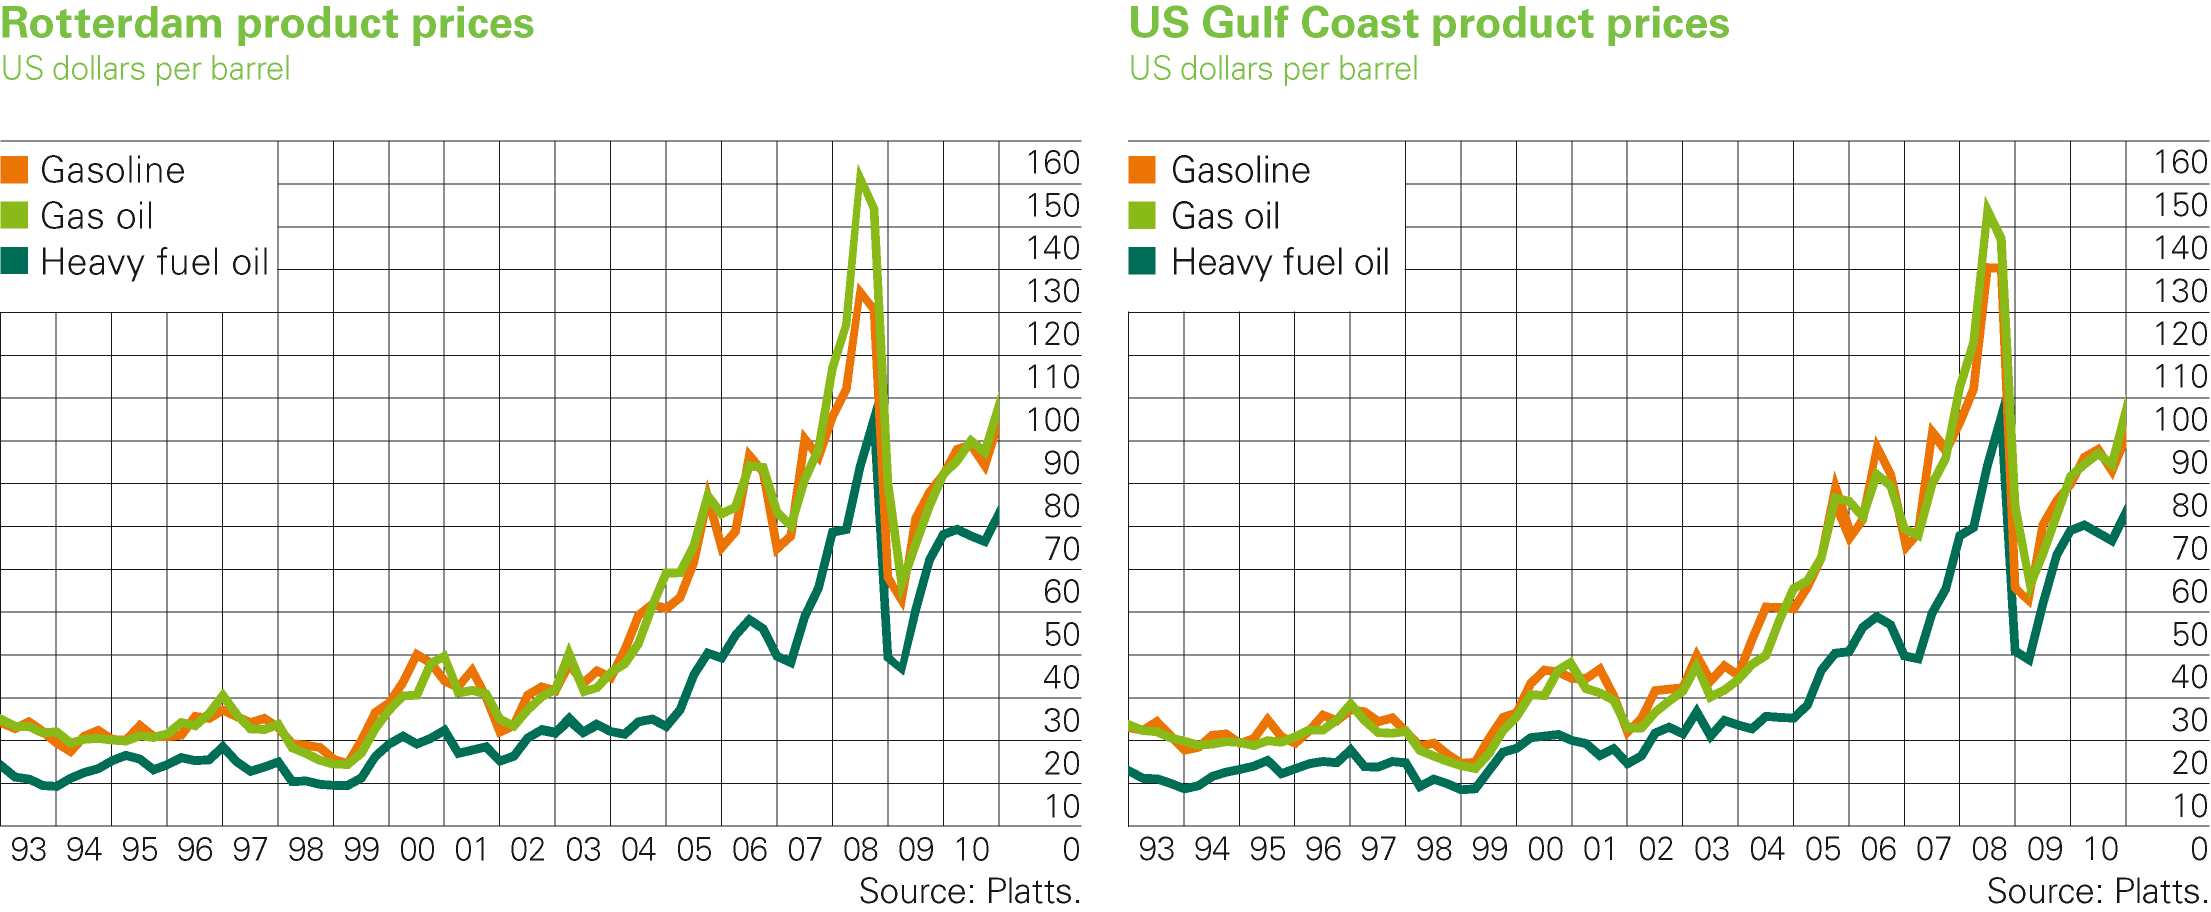 Rotterdam product prices
US dollars per barrel
Gasoline
Gas oil
Heavy fuel oil
160
150
140
130
120
110
100
90
80
70
60
50
40
30
20
10
0
93 94 95 96 97 98 99 00 01 02 03 04 05 06 07 08 09 10
Source: Platts.
US Gulf Coast product prices
US dollars per barrel
Gasoline
Gas oil
Heavy fuel oil
160
150
140
130
120
110
100
90
80
70
60
50
40
30
20
10
0
93 94 95 96 97 98 99 00 01 02 03 04 05 06 07 08 09 10
Source: Platts.